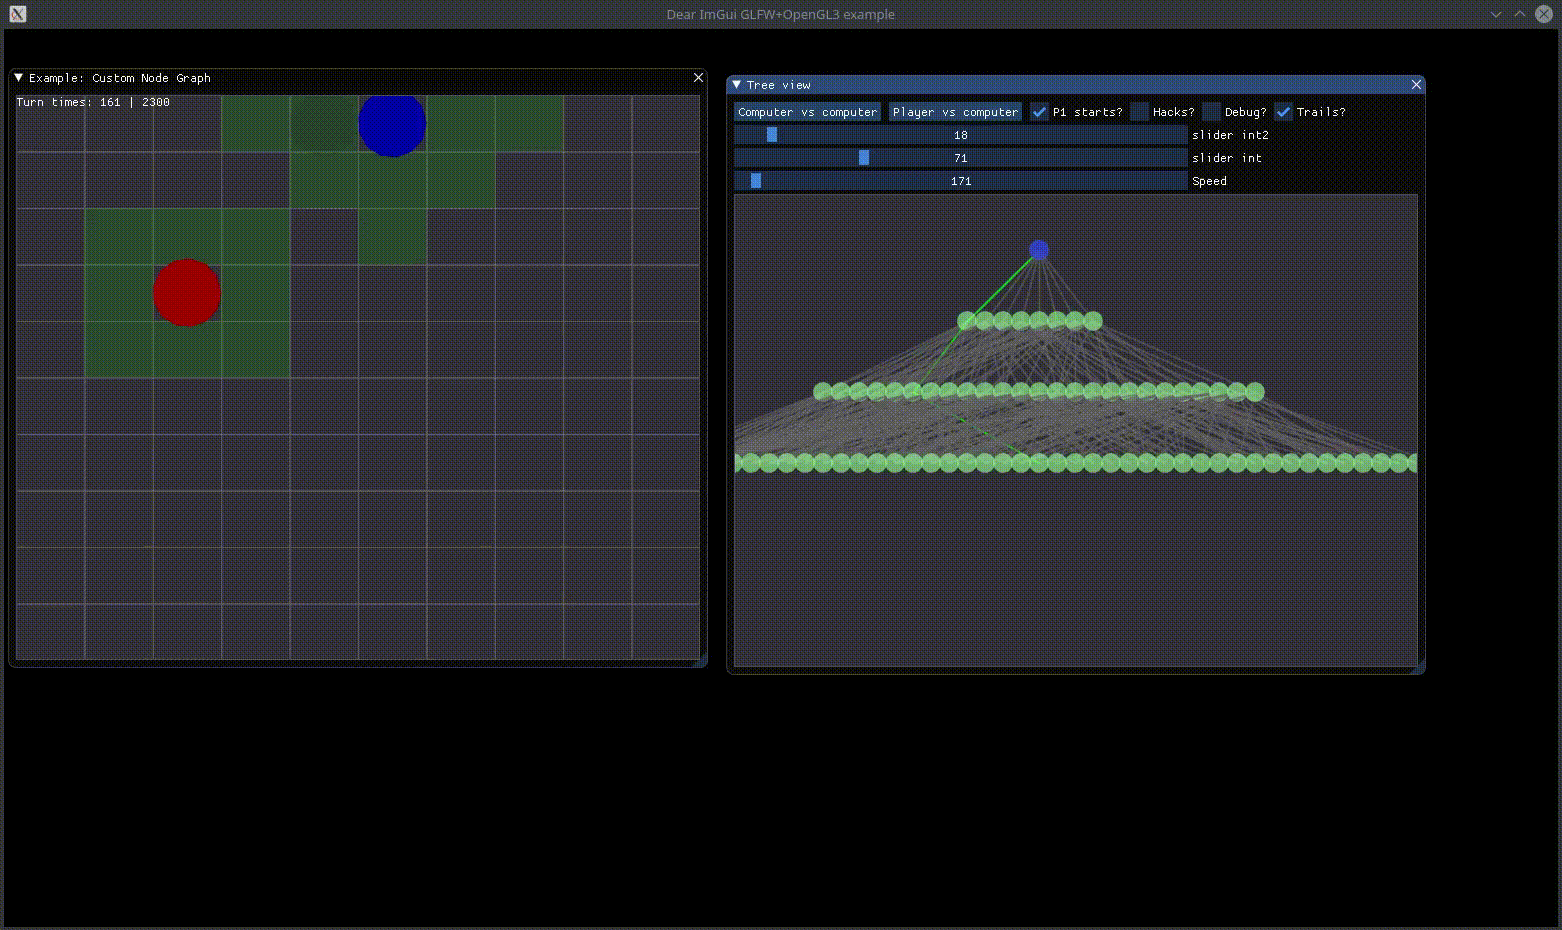 Dear ImGui GLFW+OpenGL3 example
Example: Custom Node Graph
Turn times: 161 | 2300
Tree view
Computer vs computer Player vs computer P1 starts? Hacks? Debug? Trails?
18 slider int2
71 slider int
171 Speed